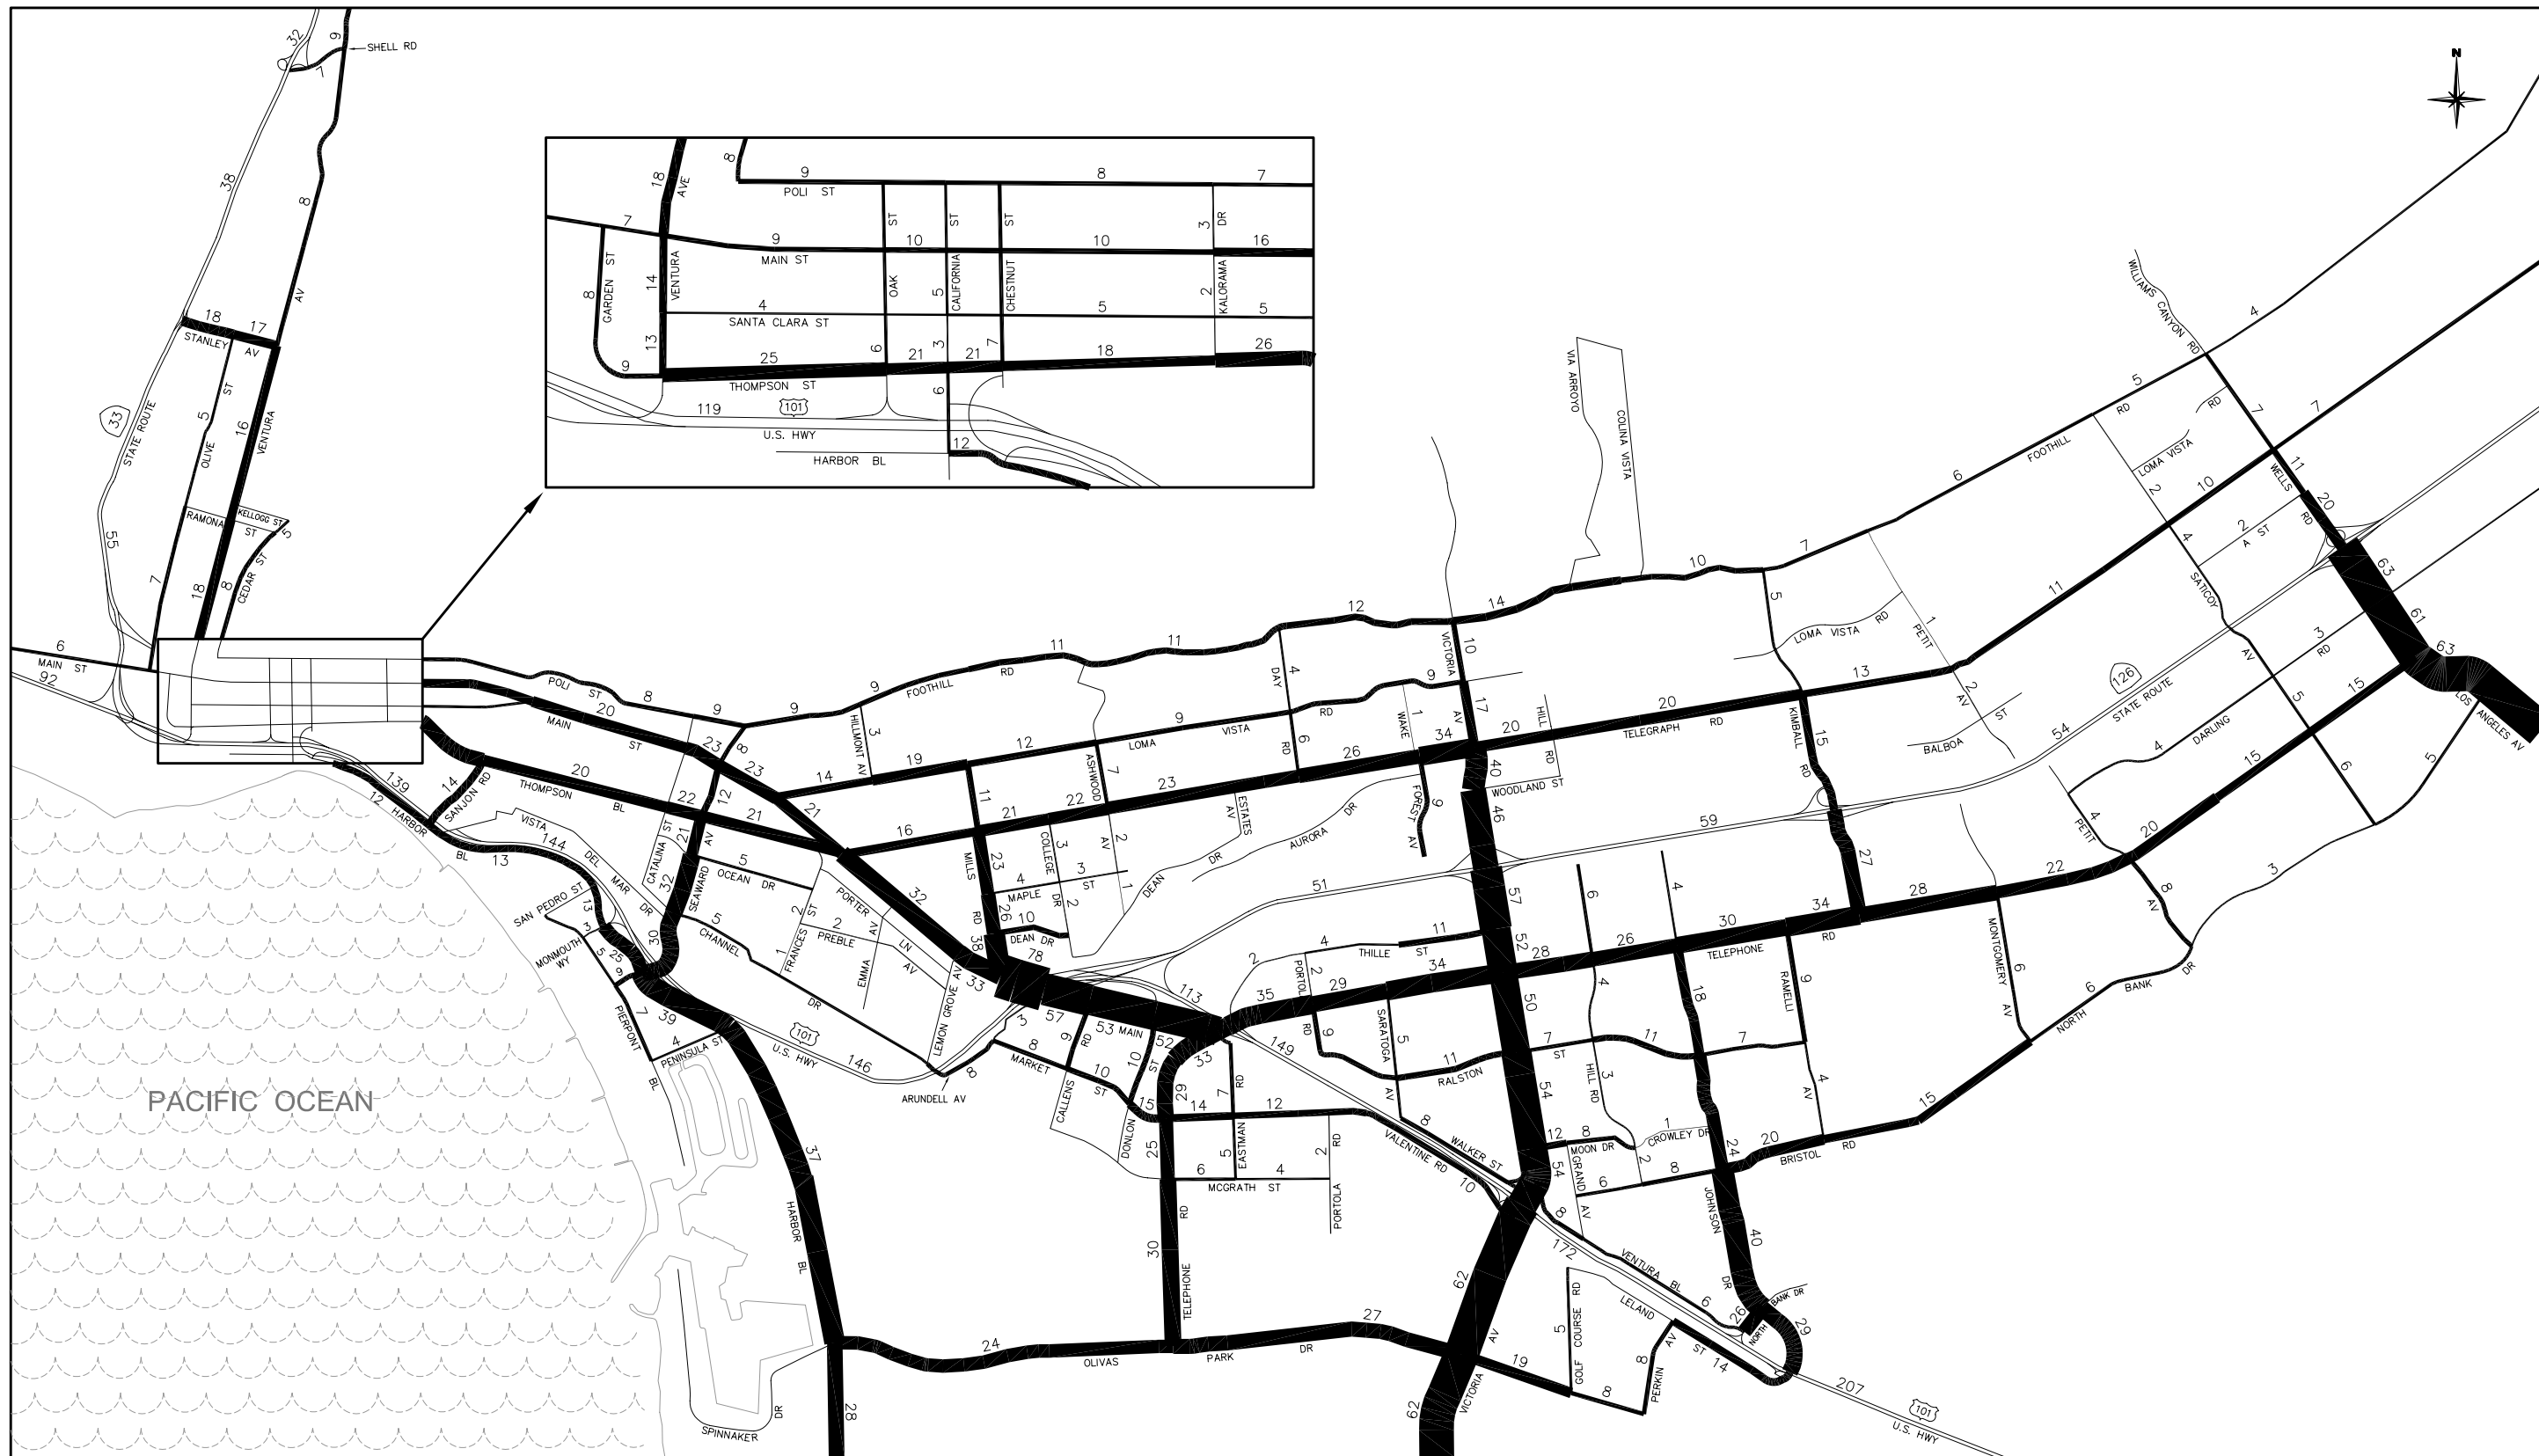 N
32
9
SHELL RD
7
38
8
AV
18
17
STANLEY
AV
ST
5
OLIVE
16
VENTURA
33
STATE ROUTE
55
RAMONA
ST
KELLOGG ST
5
CEDAR ST
7
18
8
8
9
8
7
POLI ST
18
AVE
7
ST
ST
ST
3
DR
9
10
10
16
MAIN ST
GARDEN ST
8
14
VENTURA
OAK
5
CALIFORNIA
CHESTNUT
2
KALORAMA
4
5
5
SANTA CLARA ST
13
6
3
7
25
21
21
18
26
9
THOMPSON ST
6
119
101
U.S. HWY
12
HARBOR BL
WILLIAMS CANYON RD
4
5
RD
FOOTHILL
6
7
10
7
RD
LOMA VISTA
2
7
10
11
WELLS
RD
20
2
A ST
4
SATICOY
AV
63
61
63
LOS
ANGELES AV
VIA ARROYO
COLINA VISTA
6
MAIN ST
92
POLI ST
8
9
9
9
FOOTHILL
RD
11
11
12
14
VICTORIA
10
17
AV
5
LOMA VISTA
RD
1
PETIT
2
AV
11
13
BALBOA
ST
126
STATE ROUTE
54
3
RD
DARLING
4
5
15
15
6
5
20
MAIN
ST
23
23
8
HILLMONT AV
3
14
19
12
LOMA
VISTA
9
RD
DAY
4
6
RD
9
WAKE
1
34
20
HILL
RD
20
TELEGRAPH
RD
KIMBALL
RD
15
27
139
14
SANJON RD
12
HARBOR
BL
13
20
THOMPSON
BL
22
12
21
21
16
21
22
23
26
11
ASHWOOD
7
AV
2
1
ESTATES
AV
AURORA
DR
FOREST AV
9
40
46
WOODLAND ST
59
51
VISTA
DEL
MAR
DR
144
CATALINA ST
21
AV
32
SEAWARD
30
5
OCEAN DR
5
CHANNEL
DR
MILLS
RD
23
26
38
COLLEGE
DR
3
2
4
MAPLE
3
ST
10
DEAN DR
DEAN
DR
PORTER
LN
32
2
PREBLE
AV
2
FRANCES ST
1
EMMA
AV
LEMON GROVE AV
33
78
SAN PEDRO ST
13
MONMOUTH
WY
3
5
25
9
7
PIERPONT
BL
39
4
PENINSULA ST
101
U.S. HWY
146
ARUNDELL AV
8
3
57
53
MAIN
52
33
113
2
4
THILLE
ST
11
PORTOL
2
RD
35
29
34
52
57
28
26
30
34
28
22
TELEPHONE
RD
6
4
4
20
PETIT
AV
8
3
MONTGOMERY
AV
6
6
NORTH
BANK
DR
PACIFIC OCEAN
8
MARKET
ST
9
RD
CALLENS
10
10
ST
DONLON
15
29
14
12
7
RD
EASTMAN
5
2
RD
PORTOLA
25
RD
6
4
MCGRATH ST
30
TELEPHONE
149
9
SARATOGA
AV
5
11
RALSTON
7
ST
11
7
50
54
54
4
HILL RD
3
2
18
RAMELLI
AV
9
4
8
WALKER ST
VALENTINE RD
10
12
8
MOON DR
1
CROWLEY DR
GRAND
AV
6
8
24
20
BRISTOL
RD
15
JOHNSON
DR
40
37
HARBOR
BL
28
SPINNAKER
DR
24
OLIVAS
PARK
DR
27
62
62
VICTORIA
AV
172
8
VENTURA
BL
6
LELAND
ST
14
5
GOLF COURSE RD
19
8
PERKIN
AV
8
26
NORTH
BANK DR
29
207
101
U.S. HWY